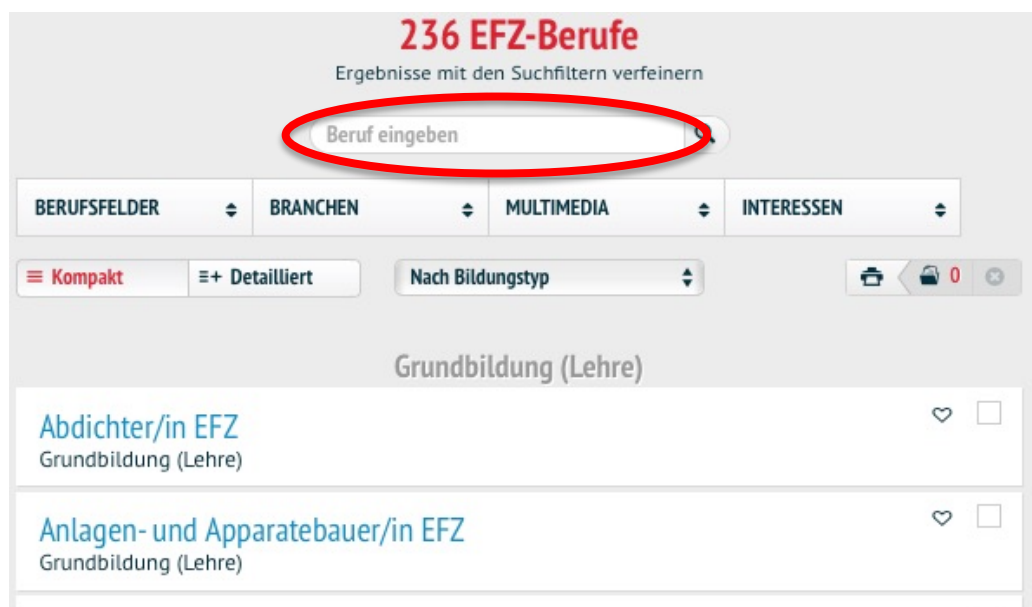 236 EFZ-Berufe
Ergebnisse mit den Suchfiltern verfeinern
Beruf eingeben
BERUFSFELDER BRANCHEN MULTIMEDIA INTERESSEN
Kompakt Detailliert Nach Bildungstyp 0
Grundbildung (Lehre)
Abdichter/in EFZ
Grundbildung (Lehre)
Anlagen- und Apparatebauer/in EFZ
Grundbildung (Lehre)